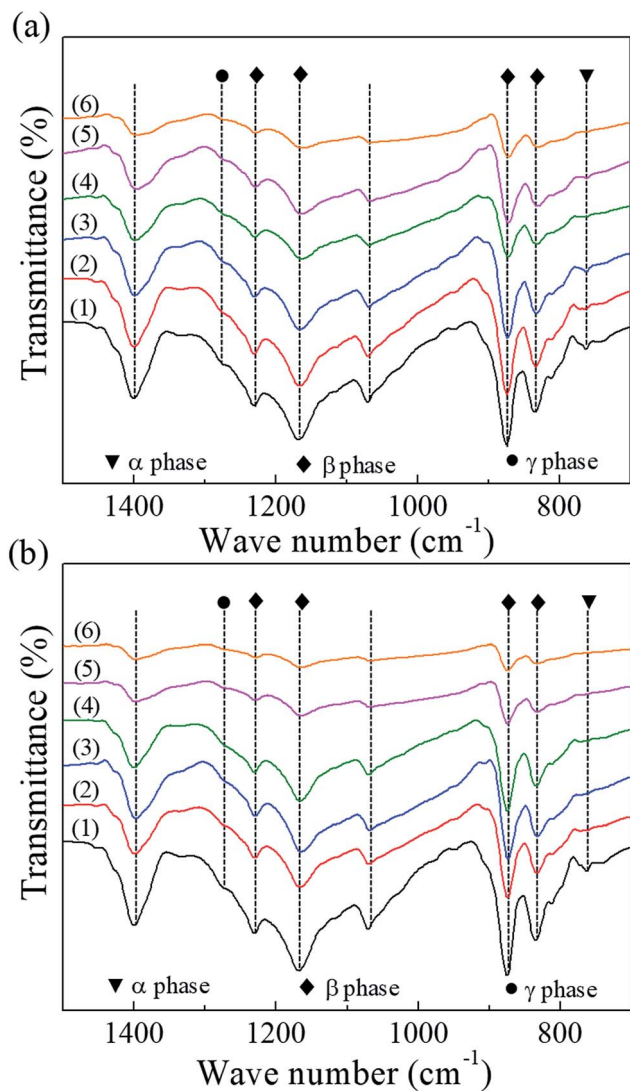 (a)
(6)
(5)
(4)
(3)
(2)
(1)
Transmittance (%)
▼ α phase ◆ β phase ● γ phase
1400 1200 1000 800
Wave number (cm⁻¹)
(b)
(6)
(5)
(4)
(3)
(2)
(1)
Transmittance (%)
▼ α phase ◆ β phase ● γ phase
1400 1200 1000 800
Wave number (cm⁻¹)